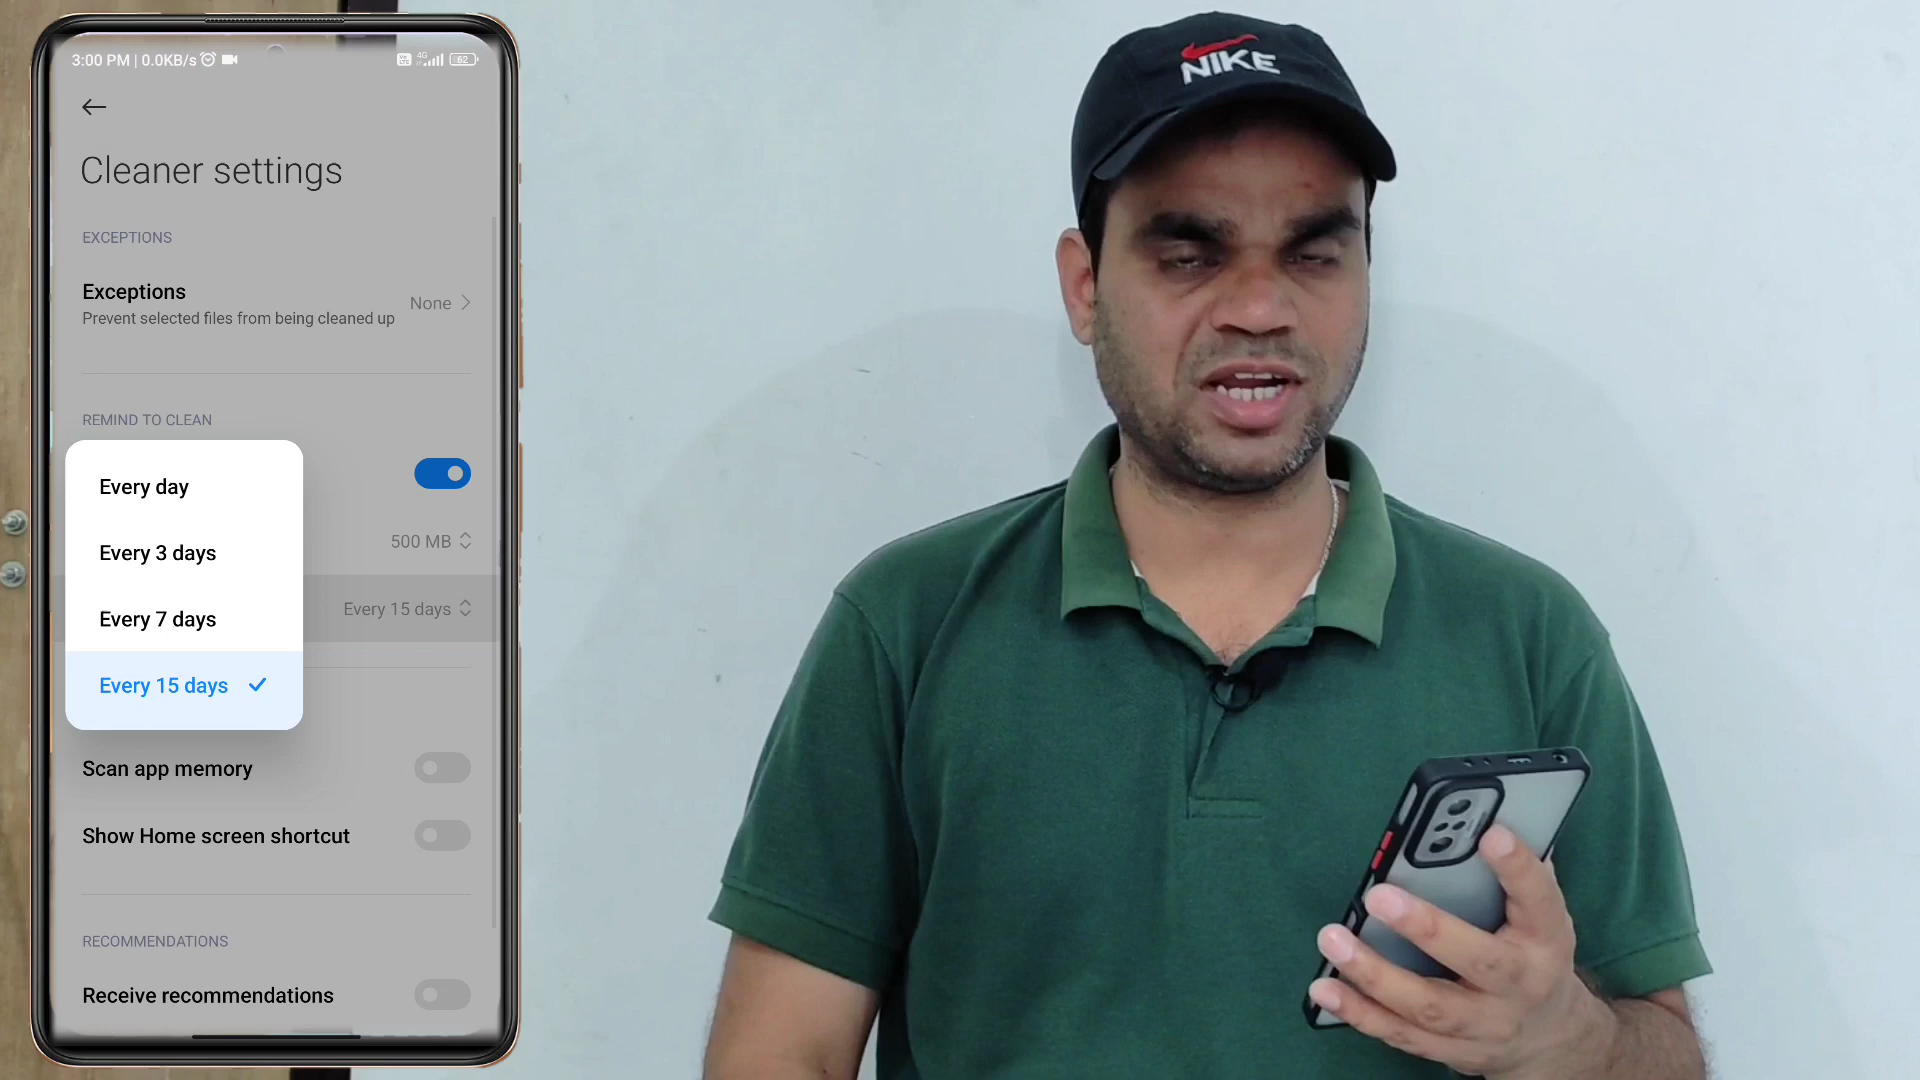 3:00 PM | 0.0KB/s
4G
62
Cleaner settings
EXCEPTIONS
Exceptions
None
Prevent selected files from being cleaned up
REMIND TO CLEAN
Every day
Every 3 days
500 MB
Every 7 days
Every 15 days
Every 15 days
Scan app memory
Show Home screen shortcut
RECOMMENDATIONS
Receive recommendations
NIKE